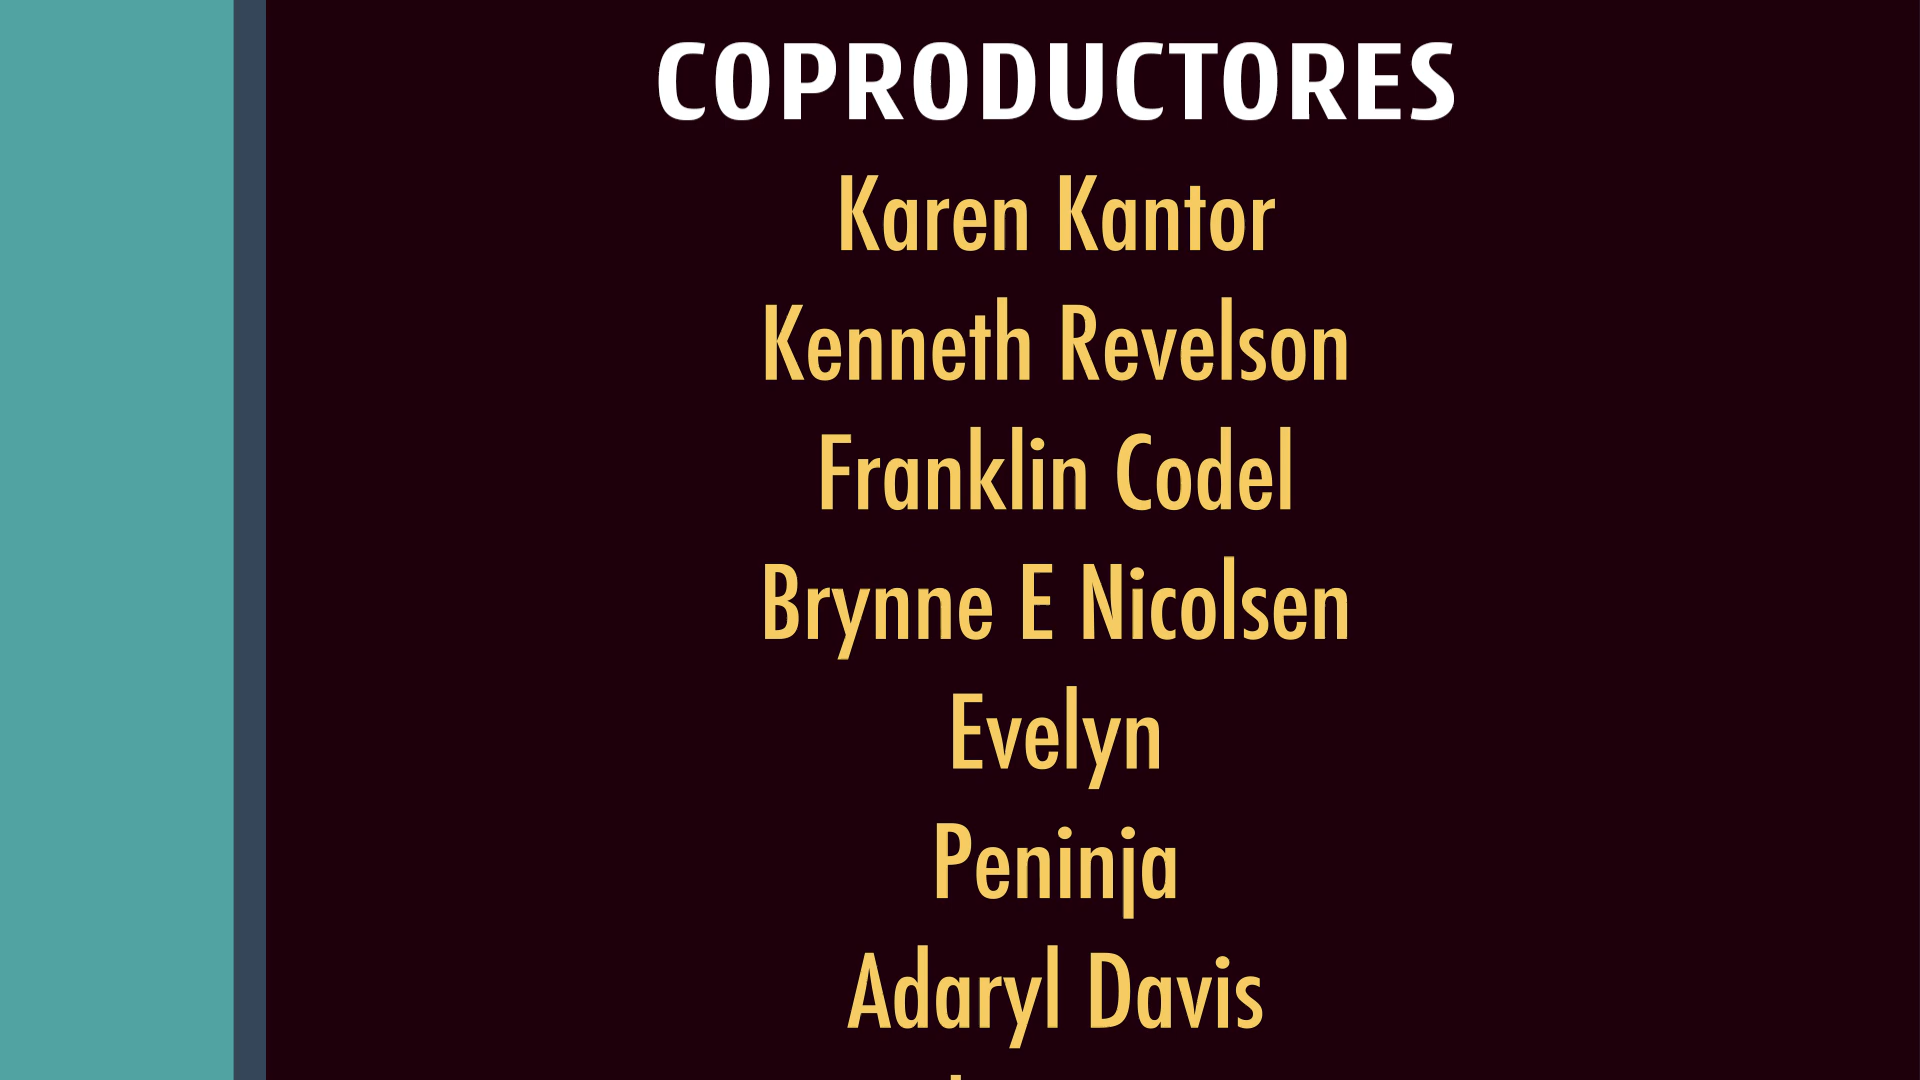 COPRODUCTORES
Karen Kantor
Kenneth Revelson
Franklin Codel
Brynne E Nicolsen
Evelyn
Peninja
Adaryl Davis